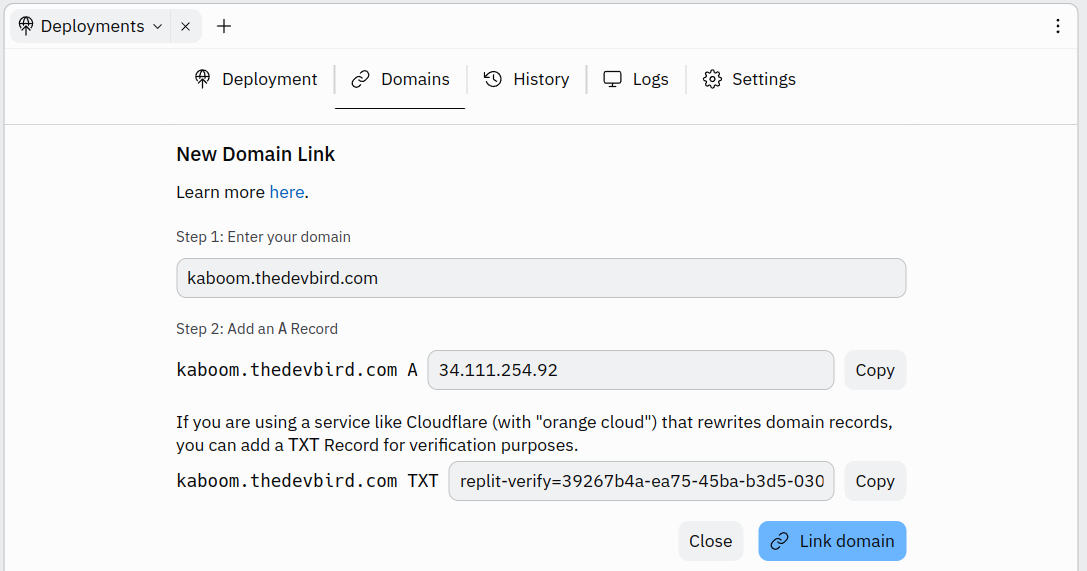 Deployments
Deployment Domains History Logs Settings
New Domain Link
Learn more here.
Step 1: Enter your domain
kaboom.thedevbird.com
Step 2: Add an A Record
kaboom.thedevbird.com A 34.111.254.92 Copy
If you are using a service like Cloudflare (with "orange cloud") that rewrites domain records,
you can add a TXT Record for verification purposes.
kaboom.thedevbird.com TXT replit-verify=39267b4a-ea75-45ba-b3d5-030 Copy
Close Link domain